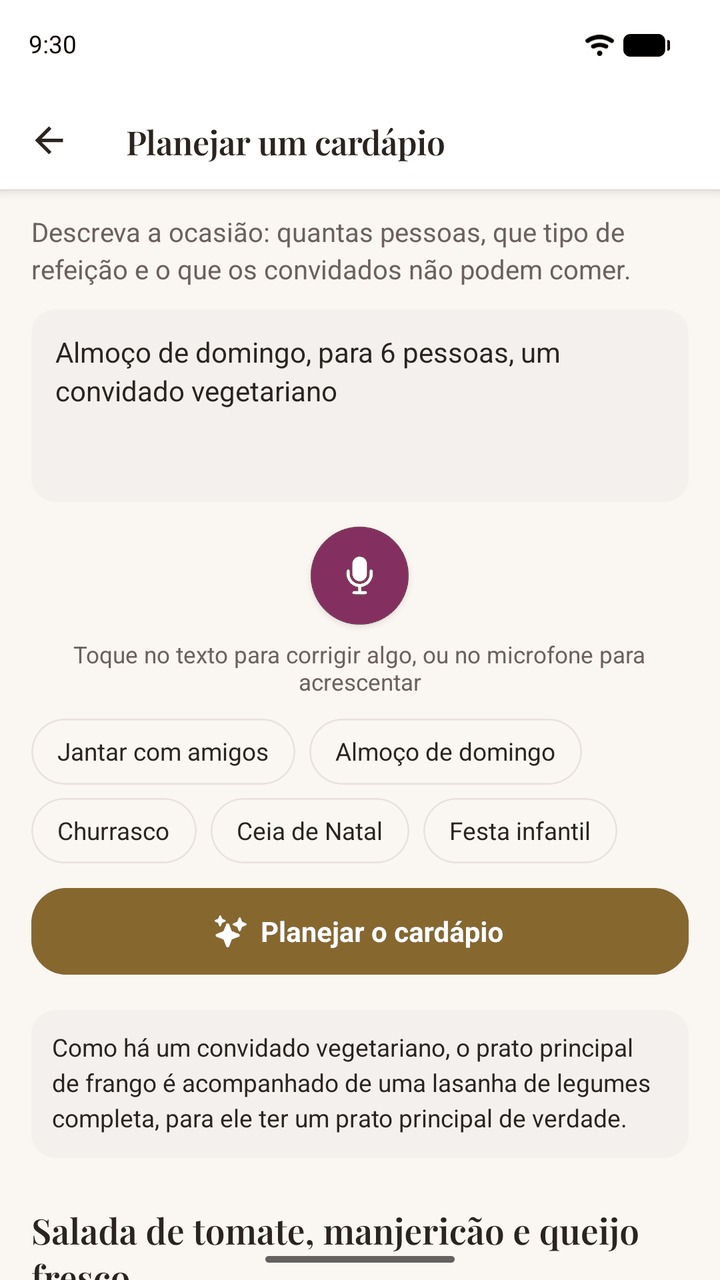 9:30
Planejar um cardápio
Descreva a ocasião: quantas pessoas, que tipo de
refeição e o que os convidados não podem comer.
Almoço de domingo, para 6 pessoas, um
convidado vegetariano
Toque no texto para corrigir algo, ou no microfone para
acrescentar
Jantar com amigos
Almoço de domingo
Churrasco
Ceia de Natal
Festa infantil
Planejar o cardápio
Como há um convidado vegetariano, o prato principal
de frango é acompanhado de uma lasanha de legumes
completa, para ele ter um prato principal de verdade.
Salada de tomate, manjericão e queijo
fresco